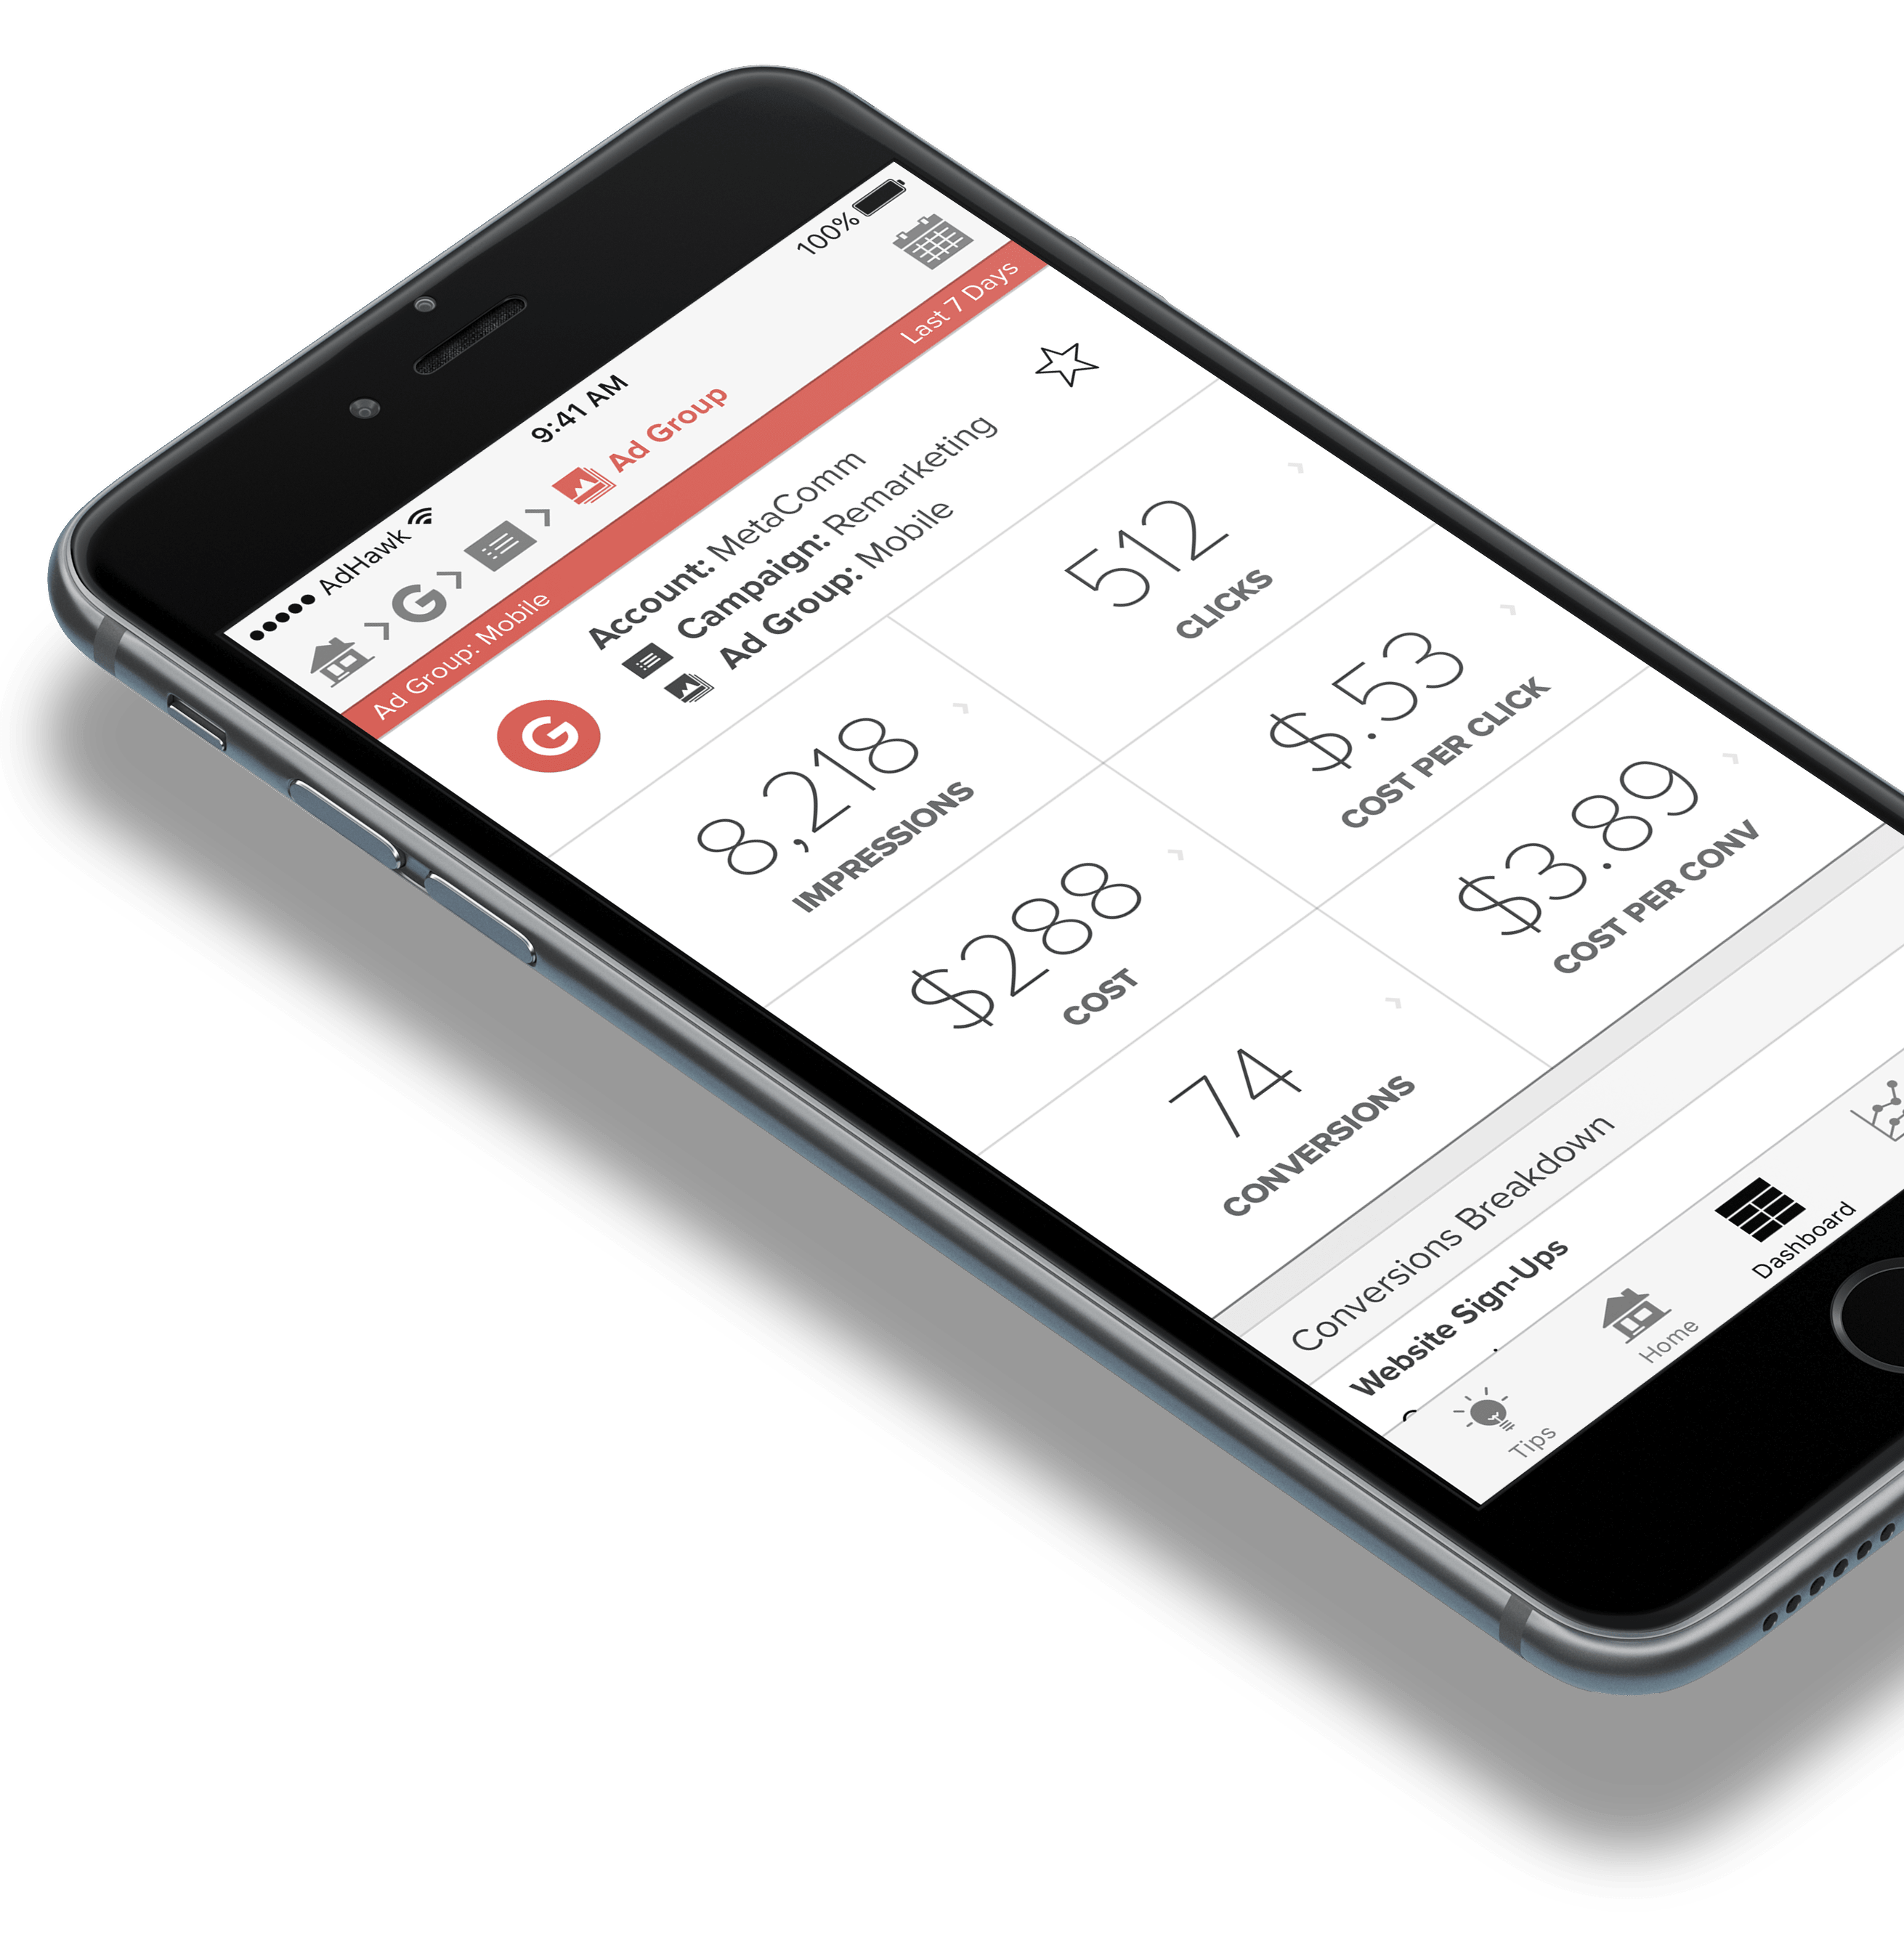 AdHawk 9:41 AM 100%
Ad Group
Ad Group: Mobile Last 7 Days
G
Account: MetaComm
Campaign: Remarketing
Ad Group: Mobile
8,218
IMPRESSIONS
512
CLICKS
$288
COST
$.53
COST PER CLICK
74
CONVERSIONS
$3.89
COST PER CONV
Conversions Breakdown
Website Sign-Ups
Tips
Home
Dashboard